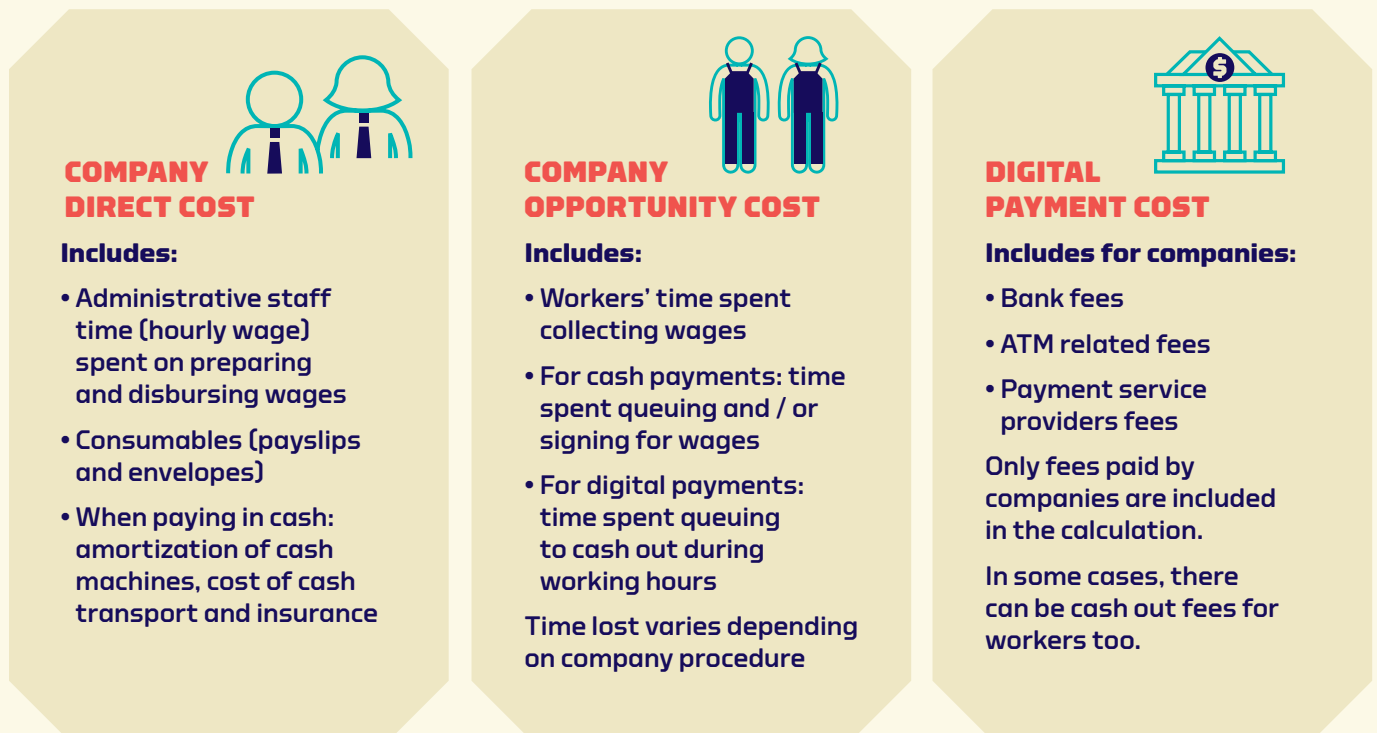 COMPANY
DIRECT COST
Includes:
• Administrative staff
time (hourly wage)
spent on preparing
and disbursing wages
• Consumables (payslips
and envelopes)
• When paying in cash:
amortization of cash
machines, cost of cash
transport and insurance
COMPANY
OPPORTUNITY COST
Includes:
• Workers’ time spent
collecting wages
• For cash payments: time
spent queuing and / or
signing for wages
• For digital payments:
time spent queuing
to cash out during
working hours
Time lost varies depending
on company procedure
$
DIGITAL
PAYMENT COST
Includes for companies:
• Bank fees
• ATM related fees
• Payment service
providers fees
Only fees paid by
companies are included
in the calculation.
In some cases, there
can be cash out fees for
workers too.